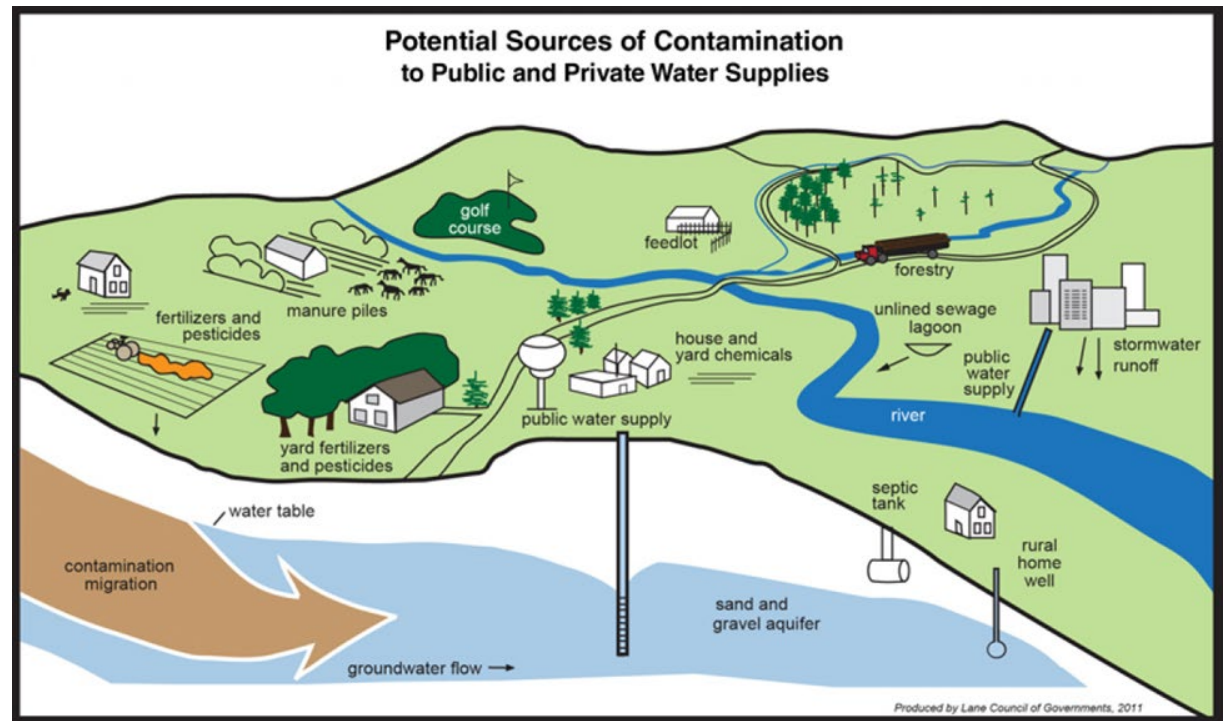 Potential Sources of Contamination
to Public and Private Water Supplies
golf
course
feedlot
forestry
manure piles
fertilizers and
pesticides
house and
yard chemicals
unlined sewage
lagoon
public
water
supply
stormwater
runoff
river
public water supply
yard fertilizers
and pesticides
septic
tank
rural
home
well
water table
contamination
migration
sand and
gravel aquifer
groundwater flow
Produced by Lane Council of Governments, 2011